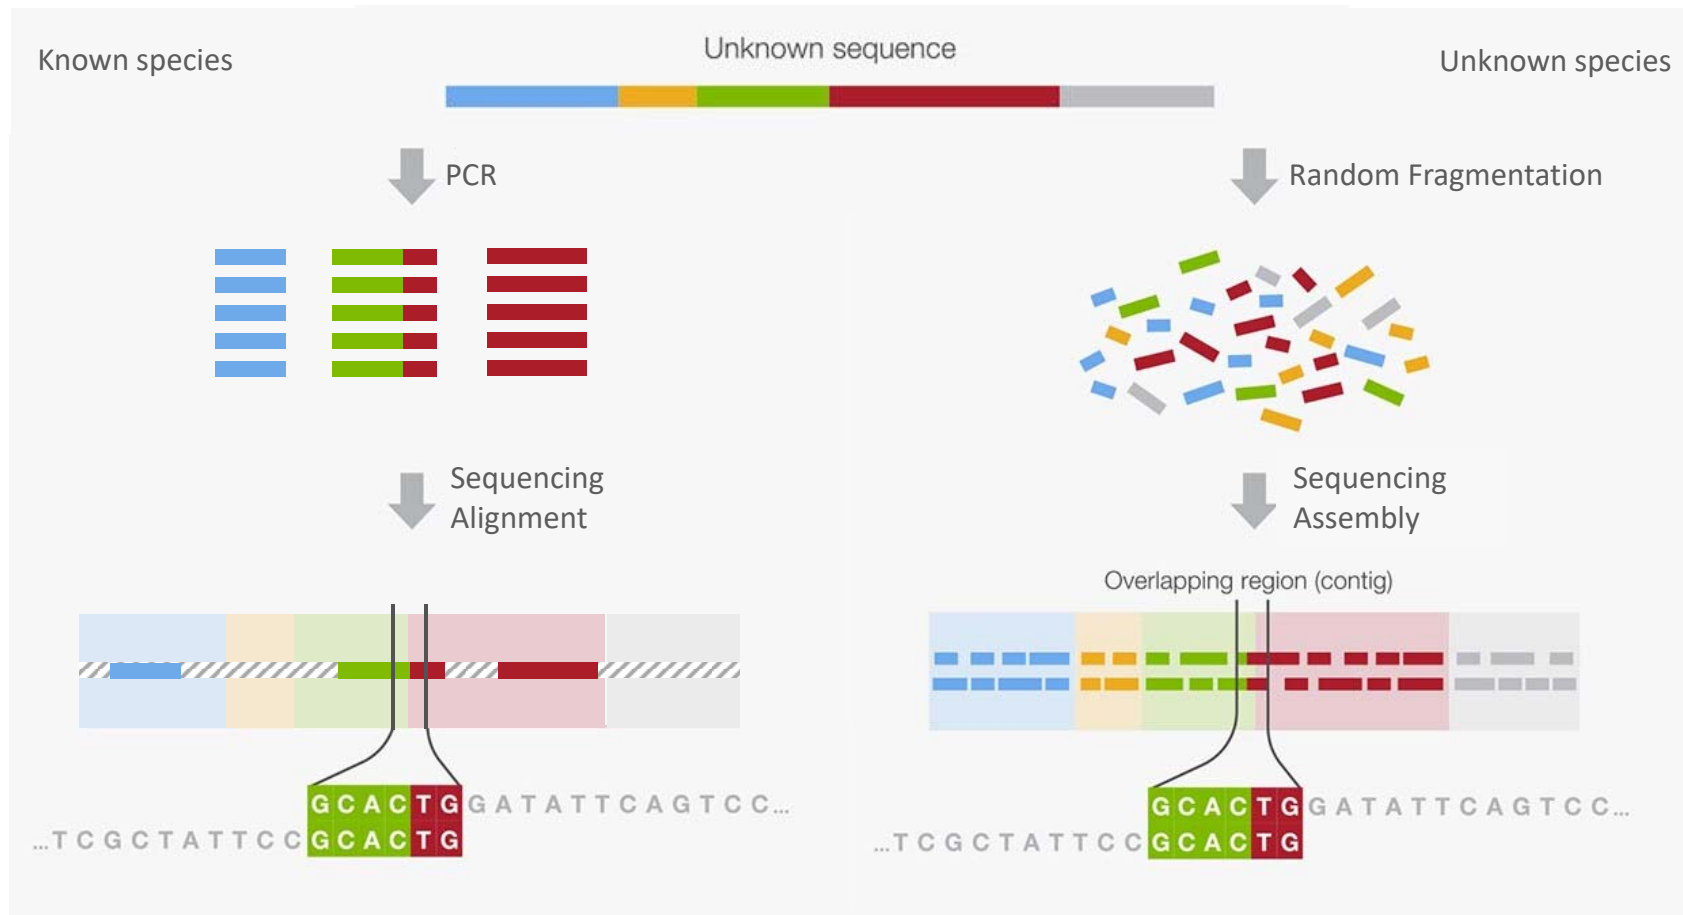 Known species
Unknown sequence
Unknown species
PCR
Random Fragmentation
Sequencing
Alignment
Sequencing
Assembly
Overlapping region (contig)
GCACTGGATATTCAGTCC...
...TCGCTATTCCGCACTG
GCACTGGATATTCAGTCC...
...TCGCTATTCCGCACTG